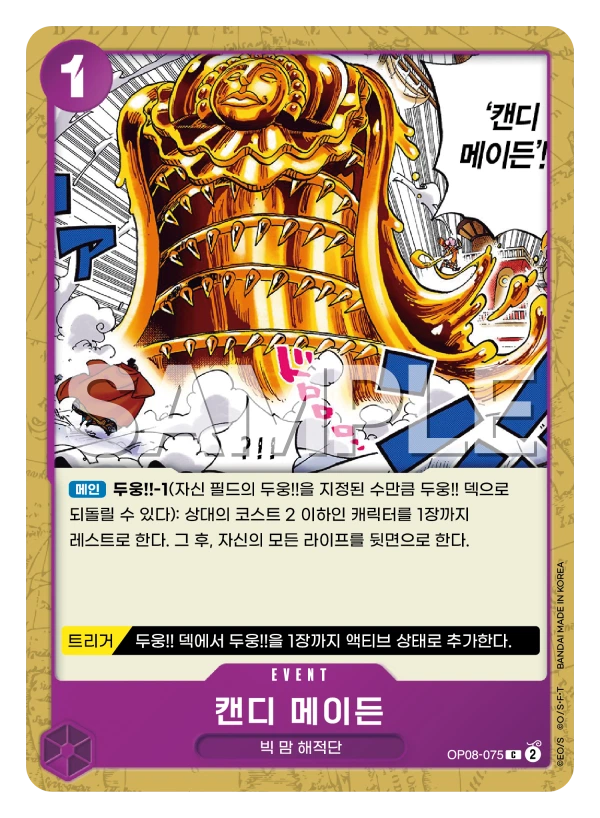 1
'캔디
메이든'!
ドロロロ..
?!!
SAMPLE
메인 두웅!!-1(자신 필드의 두웅!!을 지정된 수만큼 두웅!! 덱으로
되돌릴 수 있다): 상대의 코스트 2 이하인 캐릭터를 1장까지
레스트로 한다. 그 후, 자신의 모든 라이프를 뒷면으로 한다.
트리거 두웅!! 덱에서 두웅!!을 1장까지 액티브 상태로 추가한다.
EVENT
캔디 메이든
빅 맘 해적단
OP08-075 C 2
©EO/S ©O/S·F·T BANDAI MADE IN KOREA